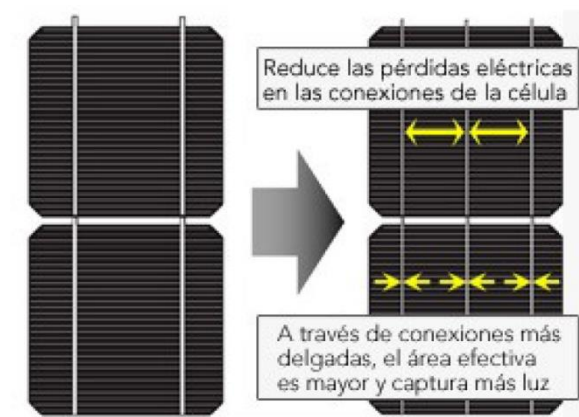 Reduce las pérdidas eléctricas
en las conexiones de la célula
A través de conexiones más
delgadas, el área efectiva
es mayor y captura más luz